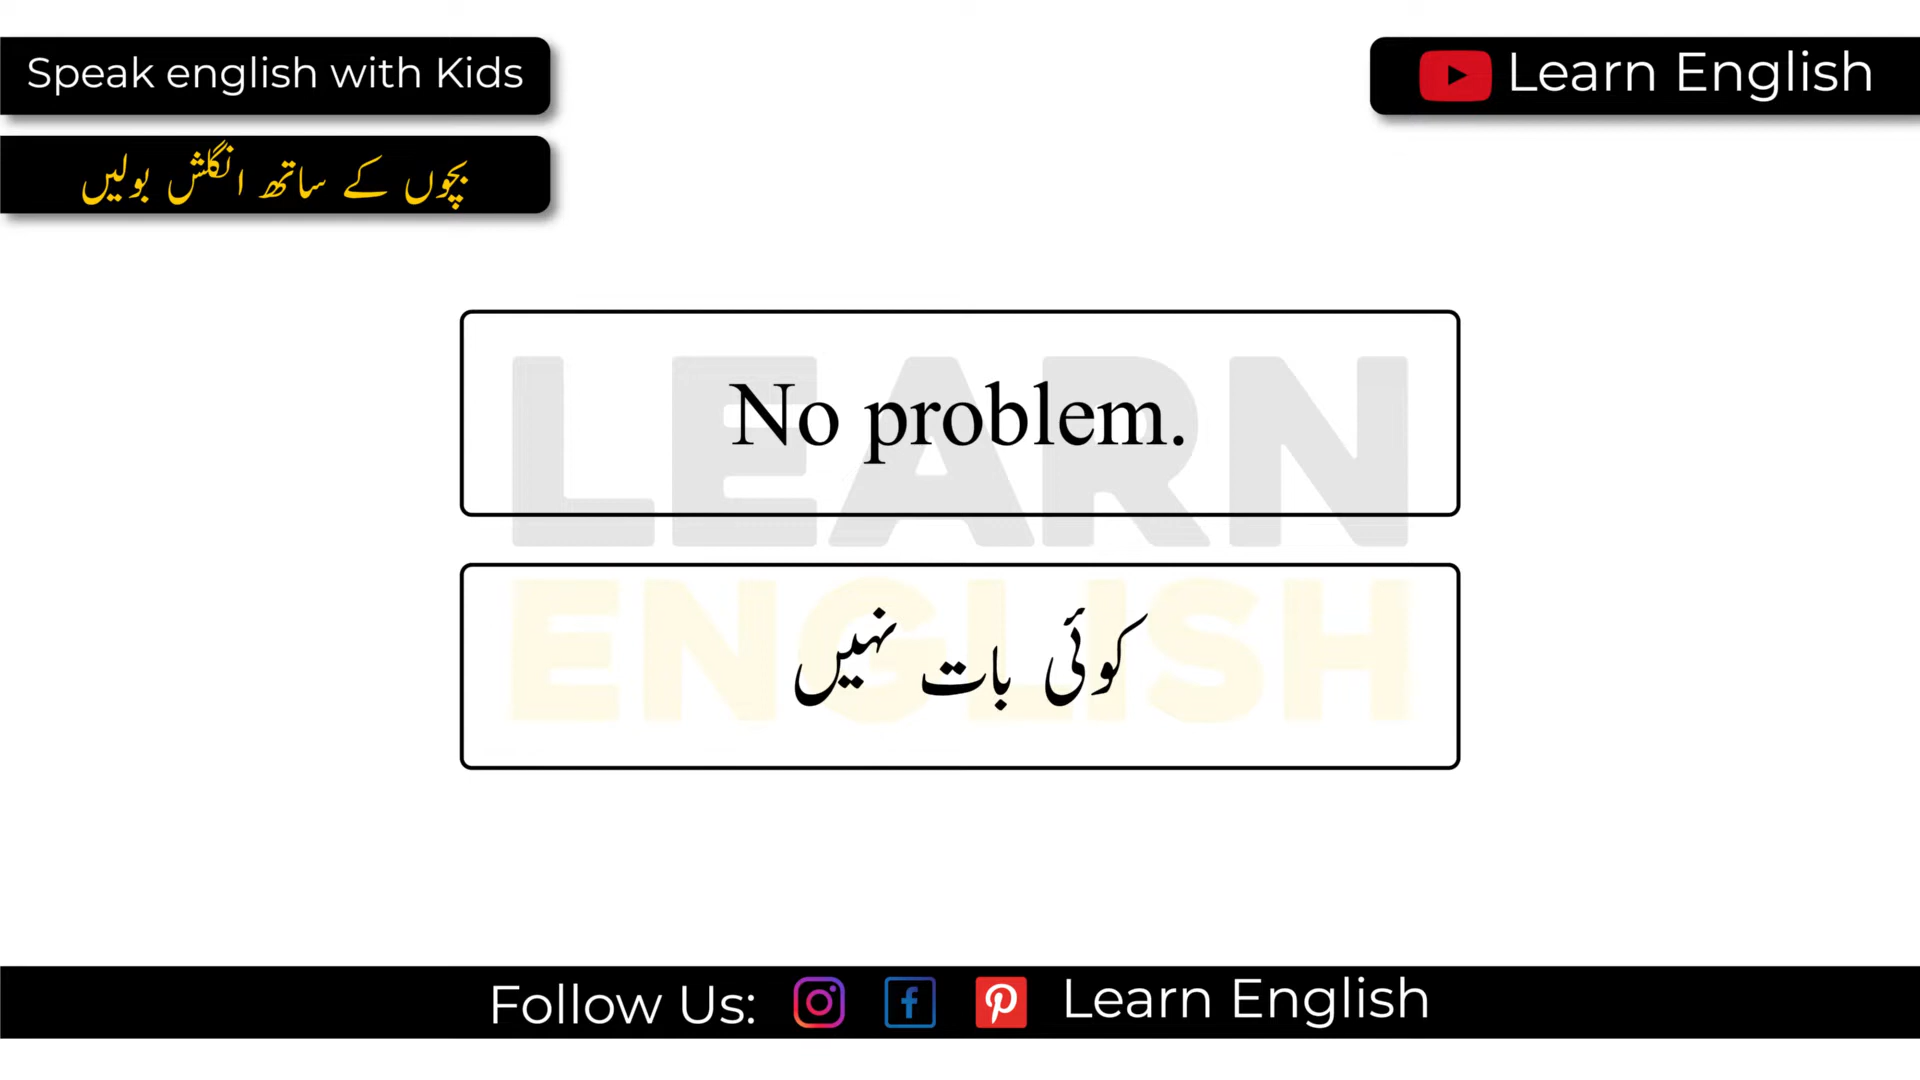 Speak english with Kids
Learn English
بچوں کے ساتھ انگلش بولیں
No problem.
کوئی بات نہیں
LEARN
ENGLISH
Follow Us: Learn English